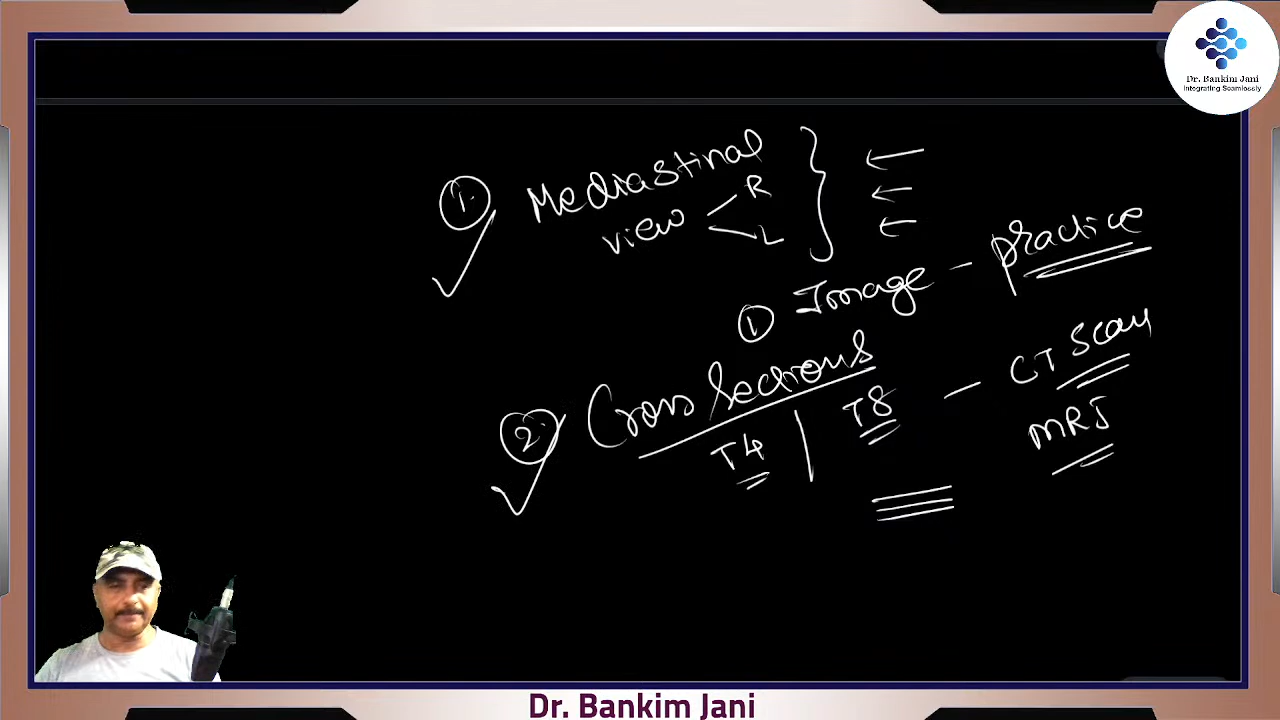 Dr. Bankim Jani
Integrating Seamlessly
1. Mediastinal
view R
L
1 Image - practice
2. Cross Sections
T4 | T8 - CT Scan
MRI
Dr. Bankim Jani